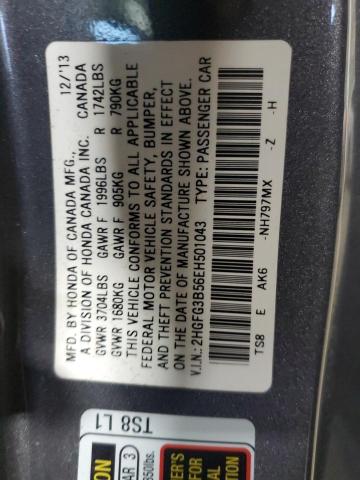 MFD. BY HONDA OF CANADA MFG., 12/'13
A DIVISION OF HONDA CANADA INC. CANADA
GVWR 3704LBS GAWR F 1996LBS R 1742LBS
GVWR 1680KG GAWR F 905KG R 790KG
THIS VEHICLE CONFORMS TO ALL APPLICABLE
FEDERAL MOTOR VEHICLE SAFETY, BUMPER,
AND THEFT PREVENTION STANDARDS IN EFFECT
ON THE DATE OF MANUFACTURE SHOWN ABOVE.
V.I.N.: 2HGFG3B56EH501043 TYPE: PASSENGER CAR
TS8 E AK6 -NH797MX -Z -H
TS8 L1